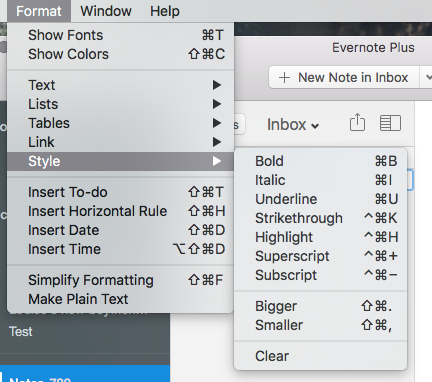 Format Window Help
Evernote Plus
Show Fonts ⌘T
Show Colors ⇧⌘C
+ New Note in Inbox
Text ▶
Lists ▶
Tables ▶
Link ▶
Style ▶
Inbox
Insert To-do ⇧⌘T
Insert Horizontal Rule ⇧⌘H
Insert Date ⇧⌘D
Insert Time ⌥⇧⌘D
Simplify Formatting ⇧⌘F
Make Plain Text
Bold ⌘B
Italic ⌘I
Underline ⌘U
Strikethrough ^⌘K
Highlight ^⌘H
Superscript ^⌘+
Subscript ^⌘−
Bigger ⇧⌘.
Smaller ⇧⌘,
Clear
Test